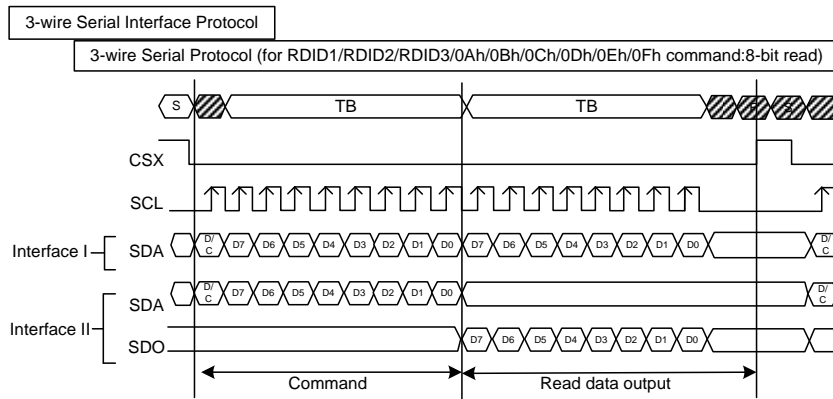 3-wire Serial Interface Protocol
3-wire Serial Protocol (for RDID1/RDID2/RDID3/0Ah/0Bh/0Ch/0Dh/0Eh/0Fh command:8-bit read)
S TB TB P S
CSX
SCL
Interface I SDA D/C D7 D6 D5 D4 D3 D2 D1 D0 D7 D6 D5 D4 D3 D2 D1 D0 D/C
Interface II
SDA D/C D7 D6 D5 D4 D3 D2 D1 D0 D/C
SDO D7 D6 D5 D4 D3 D2 D1 D0
Command Read data output